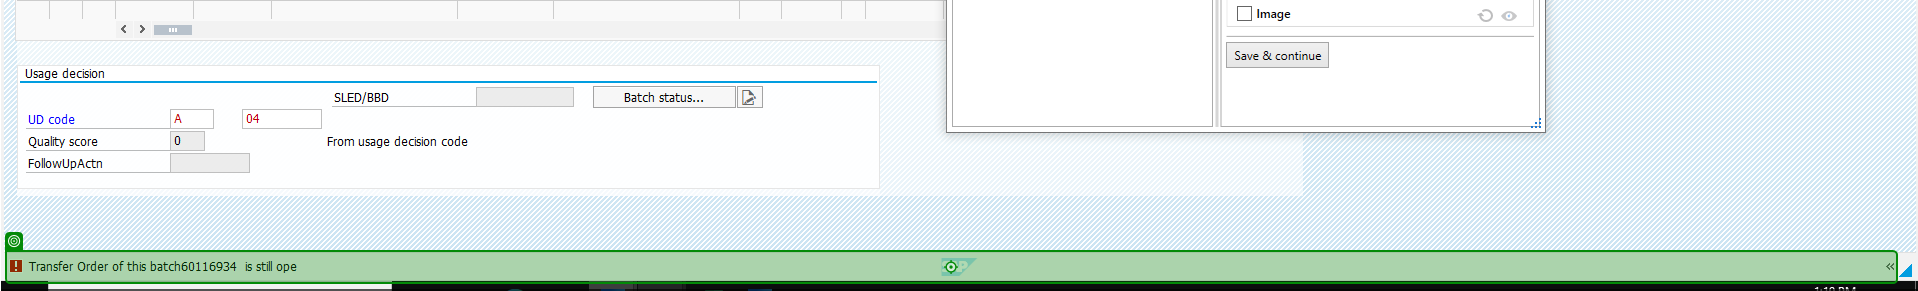 Image
Save & continue
Usage decision
SLED/BBD
Batch status...
UD code A 04
Quality score 0 From usage decision code
FollowUpActn
Transfer Order of this batch60116934 is still ope